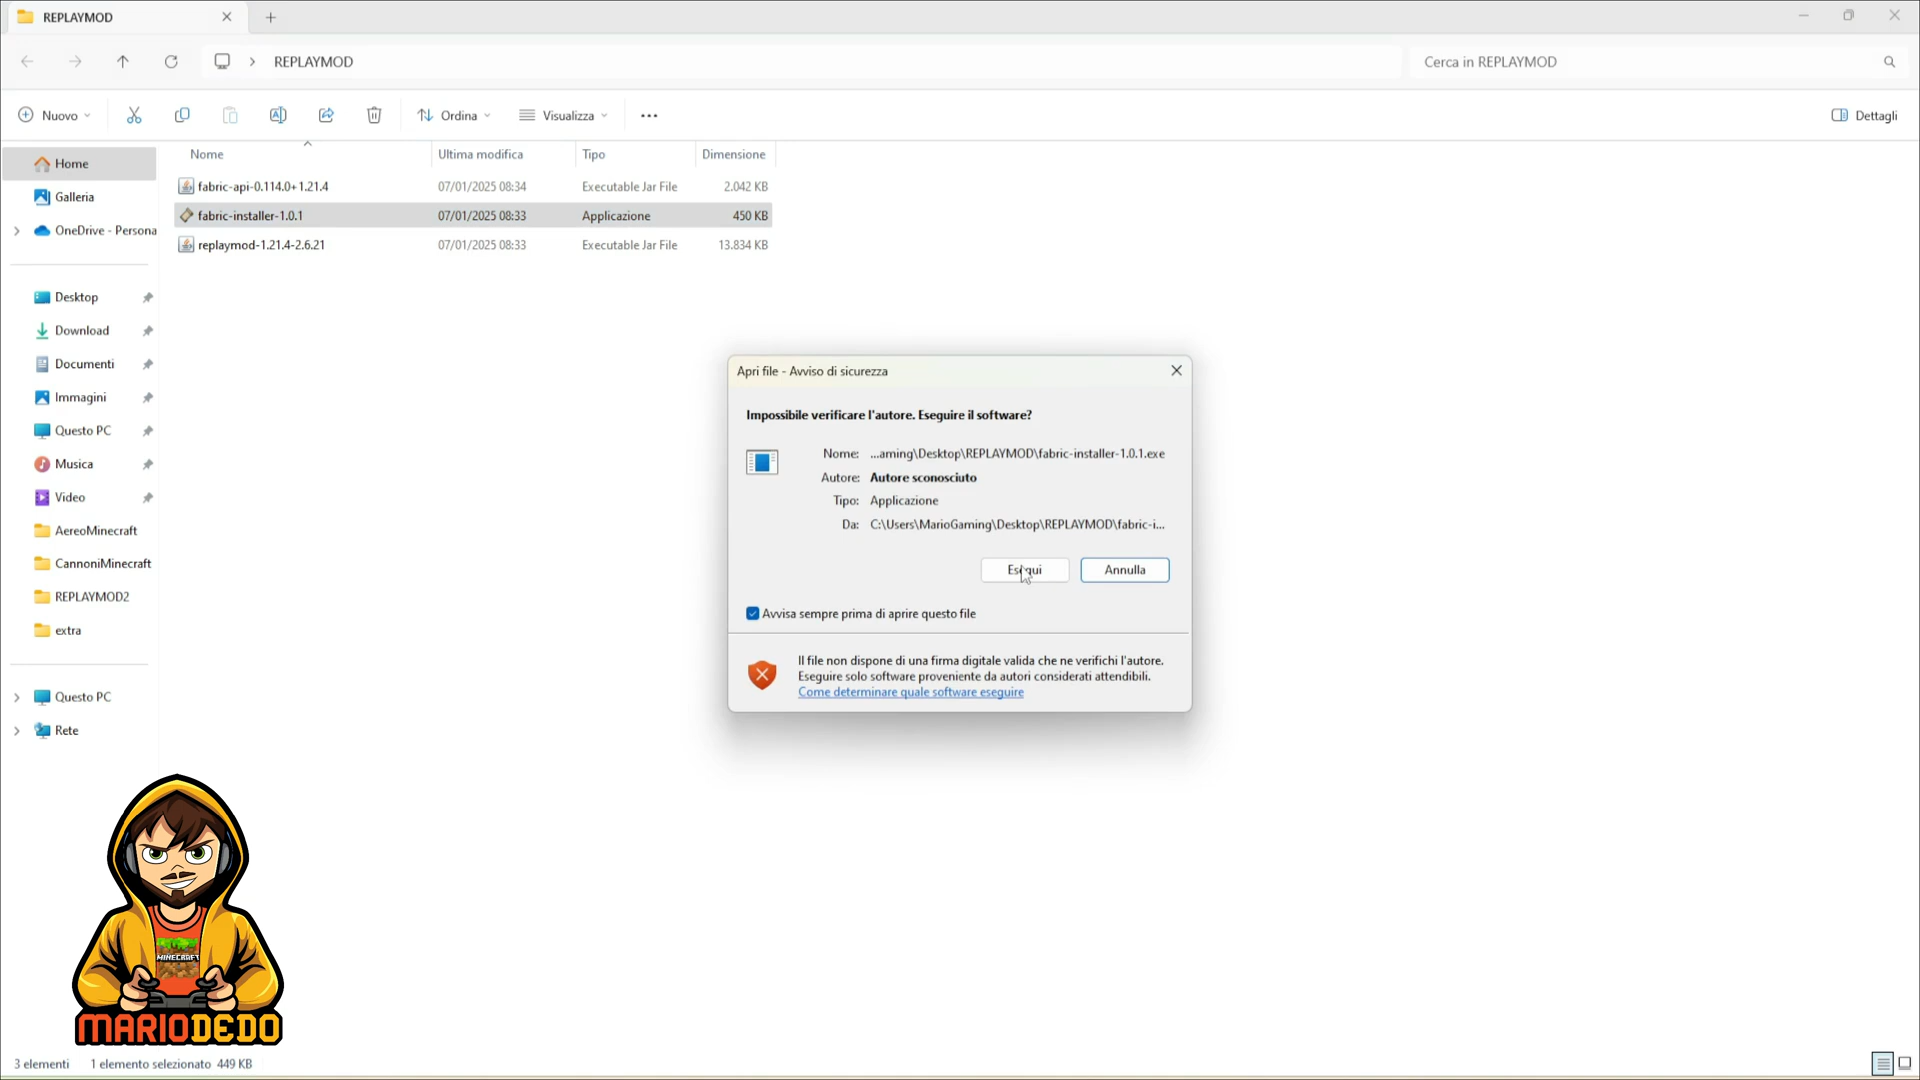 REPLAYMOD
REPLAYMOD
Cerca in REPLAYMOD
Nuovo
Ordina
Visualizza
Dettagli
Nome Ultima modifica Tipo Dimensione
fabric-api-0.114.0+1.21.4 07/01/2025 08:34 Executable Jar File 2.042 KB
fabric-installer-1.0.1 07/01/2025 08:33 Applicazione 450 KB
replaymod-1.21.4-2.6.21 07/01/2025 08:33 Executable Jar File 13.834 KB
Home
Galleria
OneDrive - Persona
Desktop
Download
Documenti
Immagini
Questo PC
Musica
Video
AereoMinecraft
CannoniMinecraft
REPLAYMOD2
extra
Questo PC
Rete
Apri file - Avviso di sicurezza
Impossibile verificare l'autore. Eseguire il software?
Nome: ...aming\Desktop\REPLAYMOD\fabric-installer-1.0.1.exe
Autore: Autore sconosciuto
Tipo: Applicazione
Da: C:\Users\MarioGaming\Desktop\REPLAYMOD\fabric-i...
Esegui Annulla
Avvisa sempre prima di aprire questo file
Il file non dispone di una firma digitale valida che ne verifichi l'autore.
Eseguire solo software proveniente da autori considerati attendibili.
Come determinare quale software eseguire
MINECRAFT
MARIODEDO
3 elementi 1 elemento selezionato 449 KB